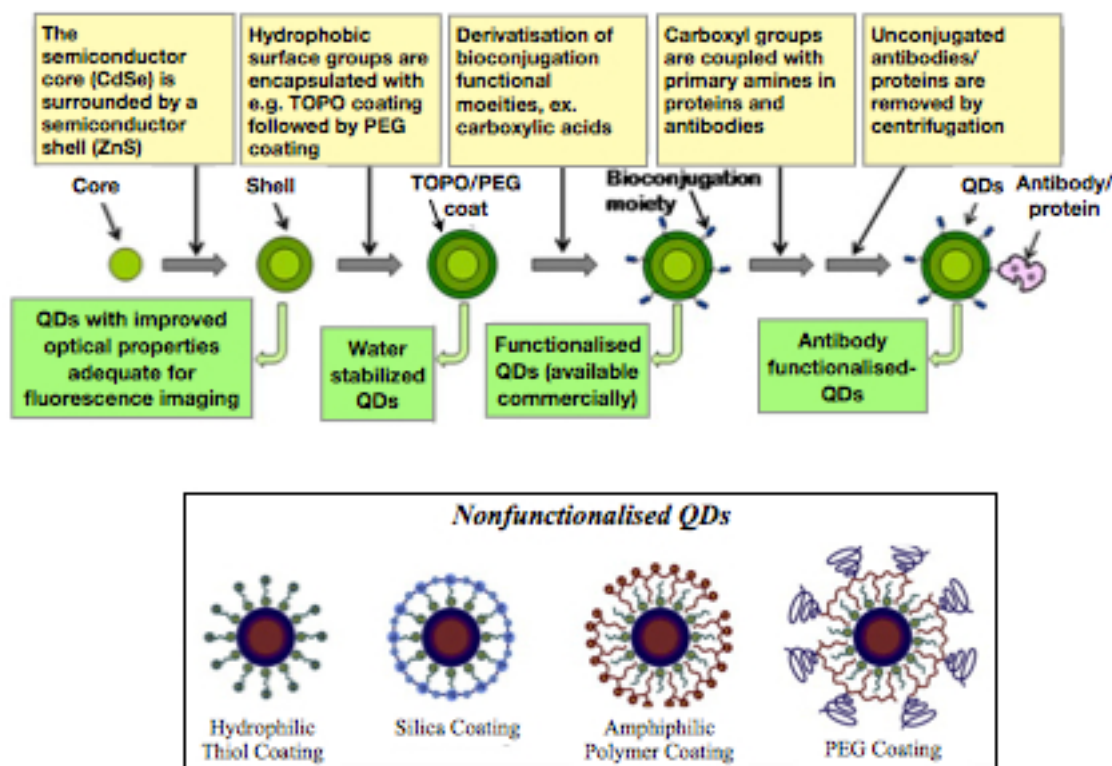 The
semiconductor
core (CdSe) is
surrounded by a
semiconductor
shell (ZnS)
Hydrophobic
surface groups are
encapsulated with
e.g. TOPO coating
followed by PEG
coating
Derivatisation of
bioconjugation
functional
moeities, ex.
carboxylic acids
Carboxyl groups
are coupled with
primary amines in
proteins and
antibodies
Unconjugated
antibodies/
proteins are
removed by
centrifugation
Core
Shell
TOPO/PEG
coat
Bioconjugation
moiety
QDs
Antibody/
protein
QDs with improved
optical properties
adequate for
fluorescence imaging
Water
stabilized
QDs
Functionalised
QDs (available
commercially)
Antibody
functionalised-
QDs
Nonfunctionalised QDs
Hydrophilic
Thiol Coating
Silica Coating
Amphiphilic
Polymer Coating
PEG Coating